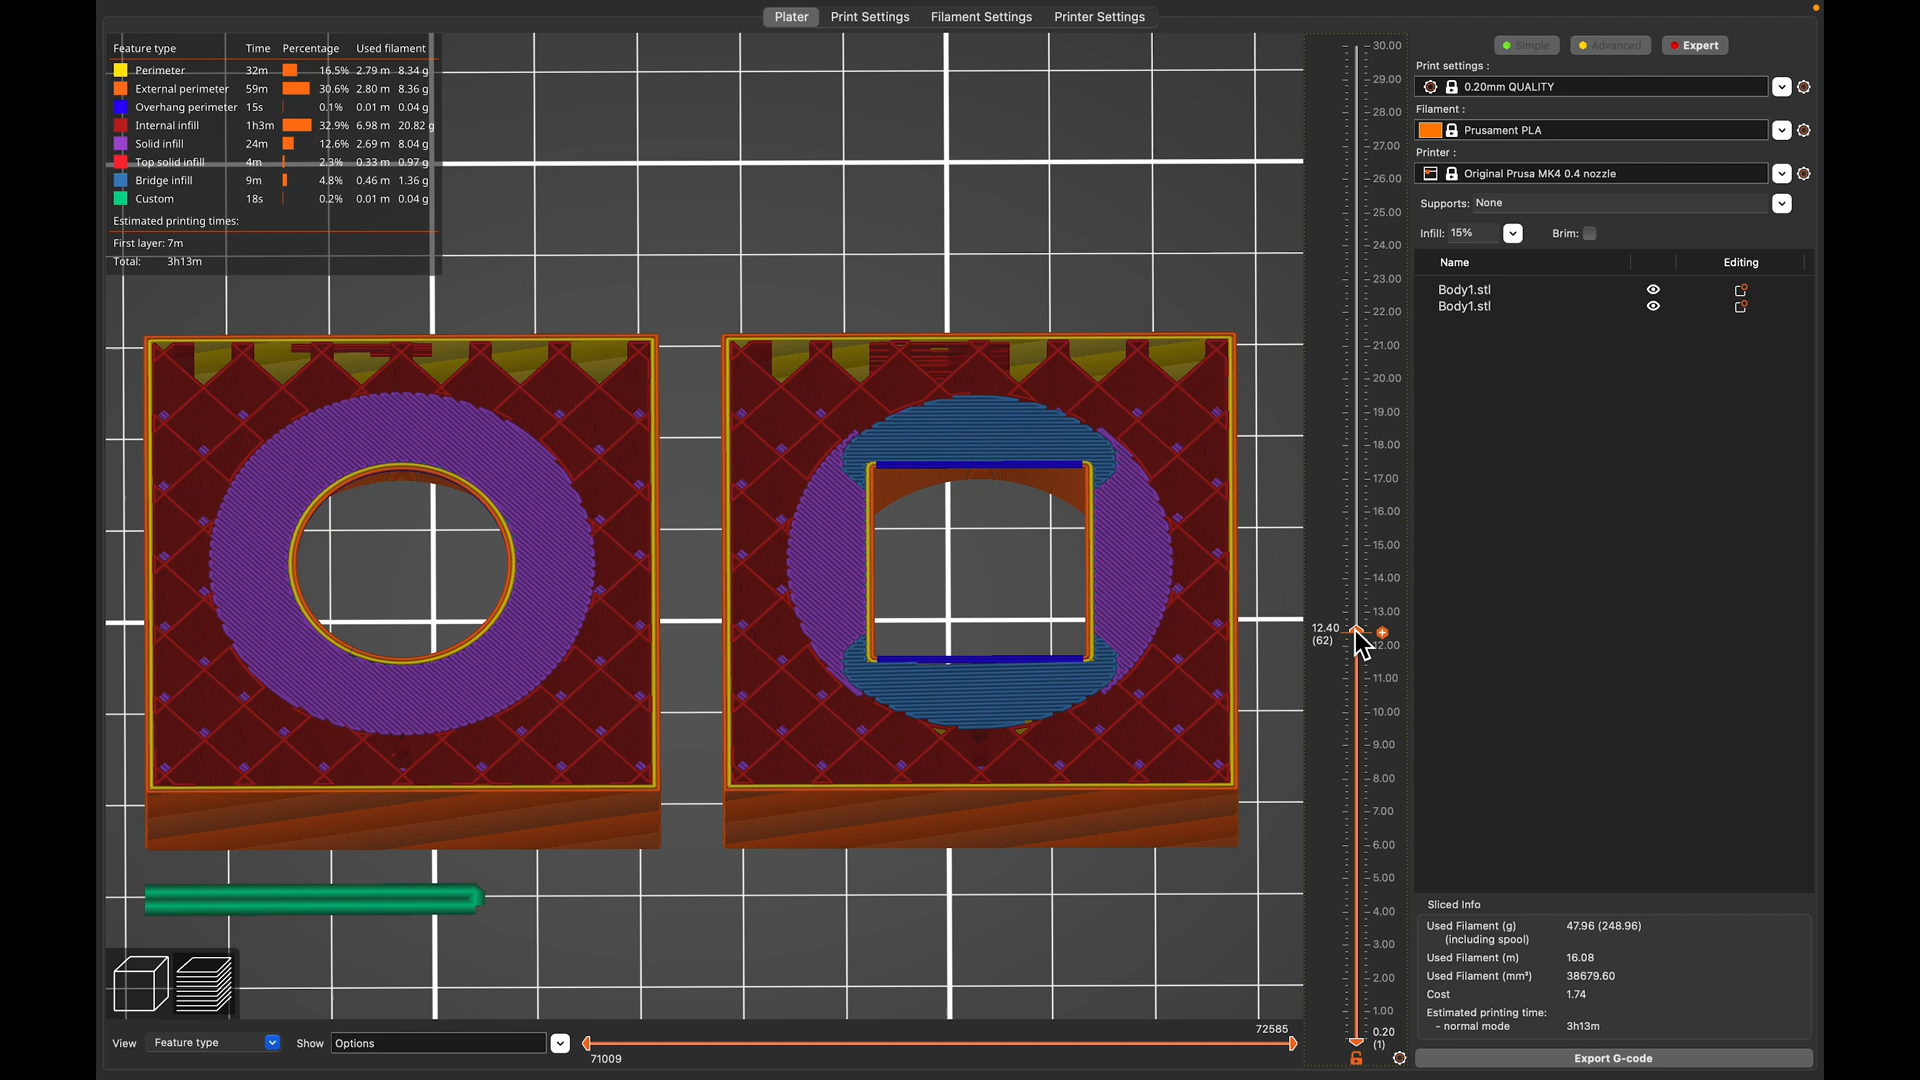 Plater Print Settings Filament Settings Printer Settings
Feature type Time Percentage Used filament
Perimeter 32m 16.5% 2.79 m 8.34 g
External perimeter 59m 30.6% 2.80 m 8.36 g
Overhang perimeter 15s 0.1% 0.01 m 0.04 g
Internal infill 1h3m 32.9% 6.98 m 20.82 g
Solid infill 24m 12.6% 2.69 m 8.04 g
Top solid infill 4m 2.3% 0.33 m 0.97 g
Bridge infill 9m 4.8% 0.46 m 1.36 g
Custom 18s 0.2% 0.01 m 0.04 g
Estimated printing times:
First layer: 7m
Total: 3h13m
30.00
29.00
28.00
27.00
26.00
25.00
24.00
23.00
22.00
21.00
20.00
19.00
18.00
17.00
16.00
15.00
14.00
13.00
12.40
(62)
12.00
11.00
10.00
9.00
8.00
7.00
6.00
5.00
4.00
3.00
2.00
1.00
0.20
(1)
Simple Advanced Expert
Print settings :
0.20mm QUALITY
Filament :
Prusament PLA
Printer :
Original Prusa MK4 0.4 nozzle
Supports: None
Infill: 15% Brim:
Name Editing
Body1.stl
Body1.stl
Sliced Info
Used Filament (g) 47.96 (248.96)
(including spool)
Used Filament (m) 16.08
Used Filament (mm³) 38679.60
Cost 1.74
Estimated printing time:
- normal mode 3h13m
Export G-code
View Feature type Show Options
72585
71009